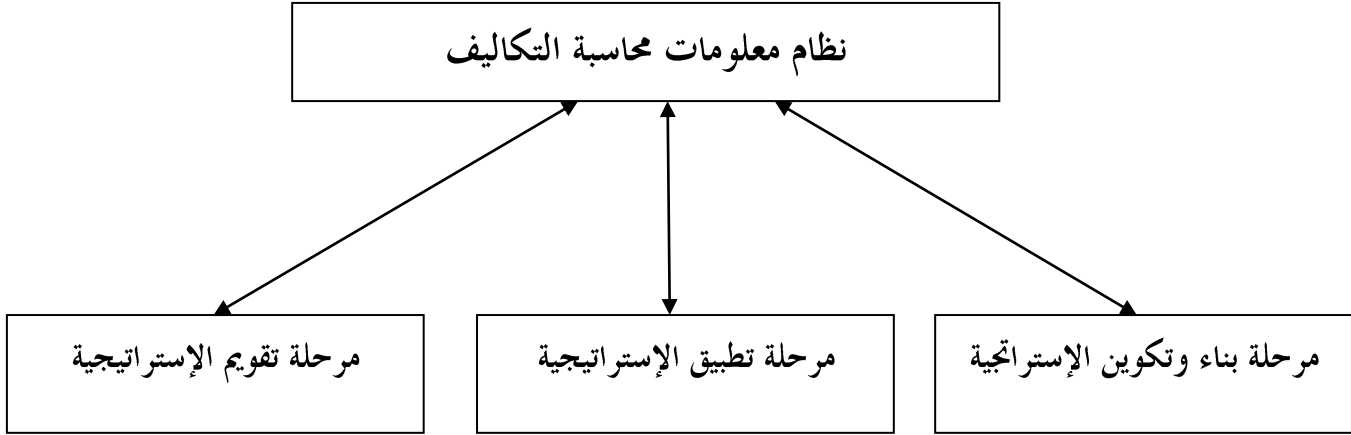 نظام معلومات محاسبة التكاليف
مرحلة بناء وتكوين الإستراتجية
مرحلة تطبيق الإستراتيجية
مرحلة تقويم الإستراتيجية